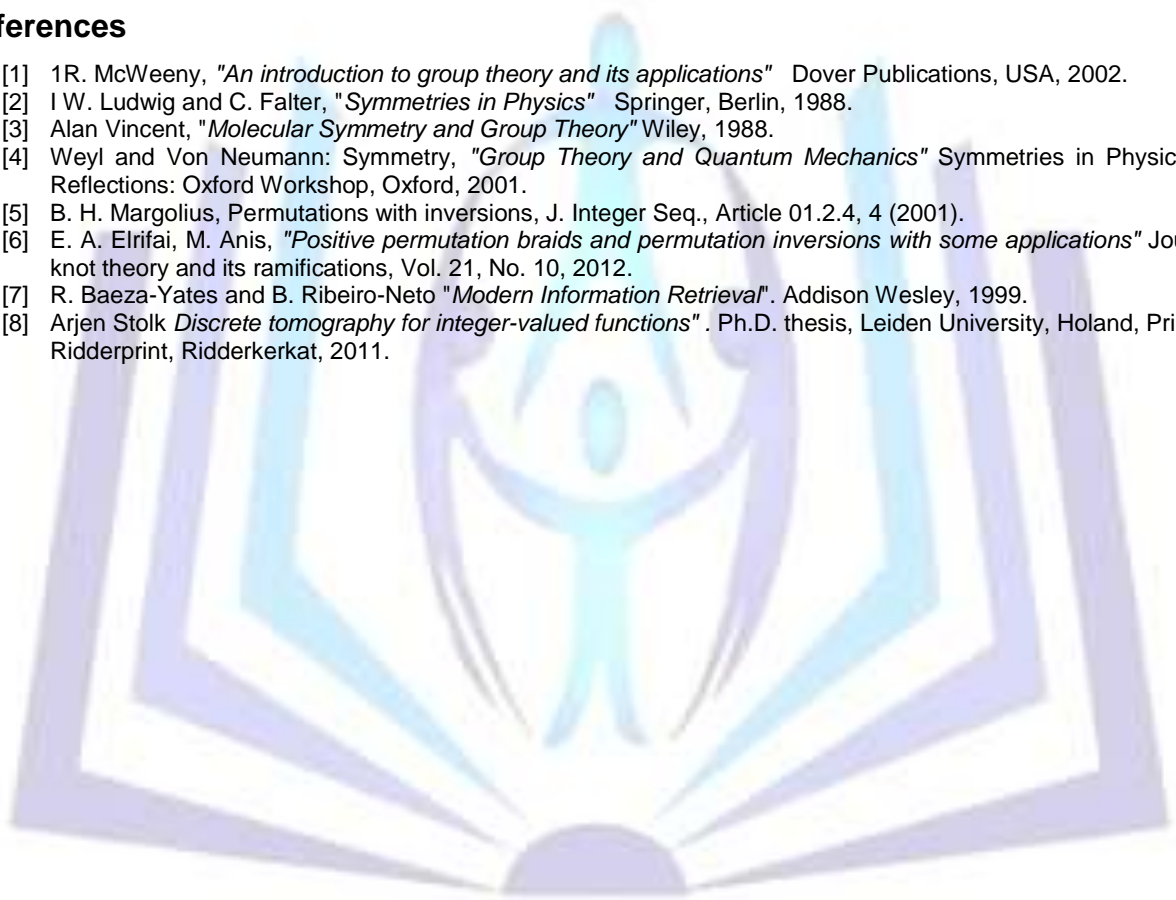 ferences
[1] 1R. McWeeny, "An introduction to group theory and its applications" Dover Publications, USA, 2002.
[2] I W. Ludwig and C. Falter, "Symmetries in Physics" Springer, Berlin, 1988.
[3] Alan Vincent, "Molecular Symmetry and Group Theory" Wiley, 1988.
[4] Weyl and Von Neumann: Symmetry, "Group Theory and Quantum Mechanics" Symmetries in Physic
Reflections: Oxford Workshop, Oxford, 2001.
[5] B. H. Margolius, Permutations with inversions, J. Integer Seq., Article 01.2.4, 4 (2001).
[6] E. A. Elrifai, M. Anis, "Positive permutation braids and permutation inversions with some applications" Jou
knot theory and its ramifications, Vol. 21, No. 10, 2012.
[7] R. Baeza-Yates and B. Ribeiro-Neto "Modern Information Retrieval". Addison Wesley, 1999.
[8] Arjen Stolk Discrete tomography for integer-valued functions" . Ph.D. thesis, Leiden University, Holand, Pri
Ridderprint, Ridderkerkat, 2011.